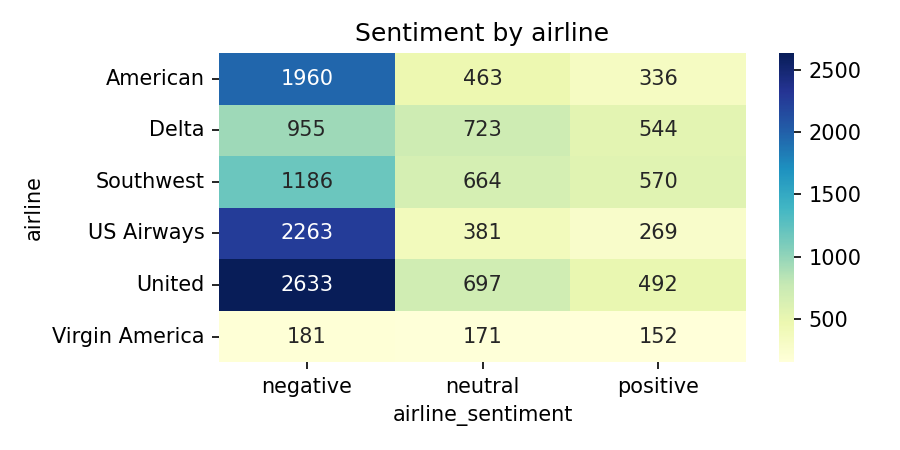 Sentiment by airline
American 1960 463 336
Delta 955 723 544
Southwest 1186 664 570
US Airways 2263 381 269
United 2633 697 492
Virgin America 181 171 152
negative neutral positive
airline_sentiment
airline
2500
2000
1500
1000
500